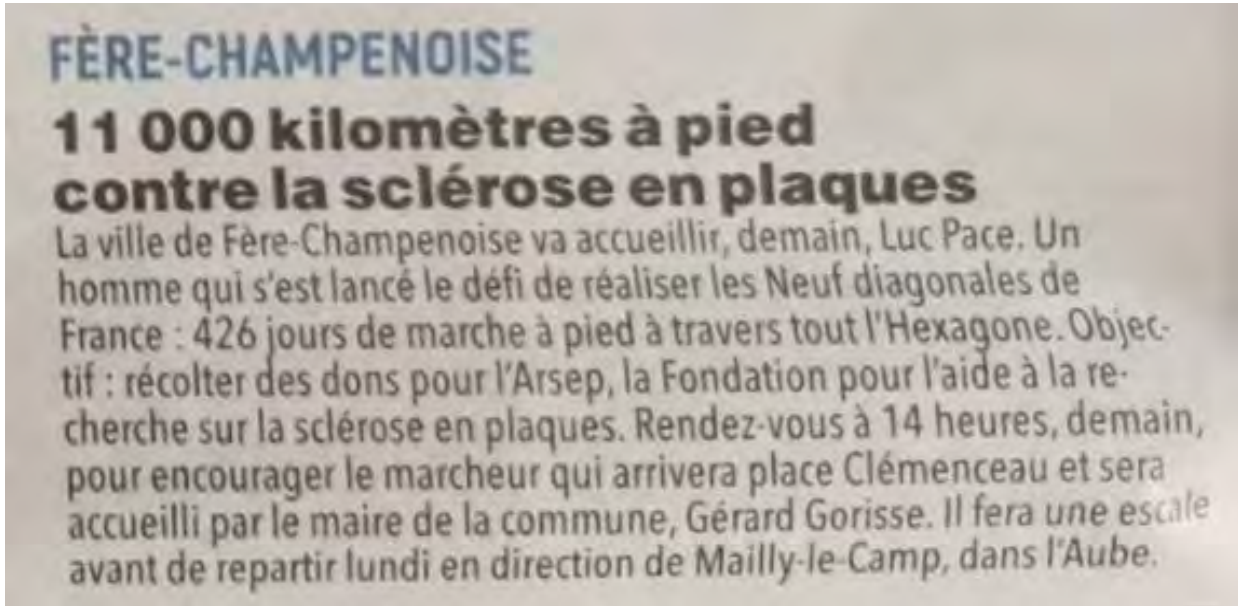 FÈRE-CHAMPENOISE
11 000 kilomètres à pied
contre la sclérose en plaques
La ville de Fère-Champenoise va accueillir, demain, Luc Pace. Un
homme qui s'est lancé le défi de réaliser les Neuf diagonales de
France : 426 jours de marche à pied à travers tout l'Hexagone. Objec-
tif : récolter des dons pour l'Arsep, la Fondation pour l'aide à la re-
cherche sur la sclérose en plaques. Rendez-vous à 14 heures, demain,
pour encourager le marcheur qui arrivera place Clémenceau et sera
accueilli par le maire de la commune, Gérard Gorisse. Il fera une escale
avant de repartir lundi en direction de Mailly-le-Camp, dans l'Aube.